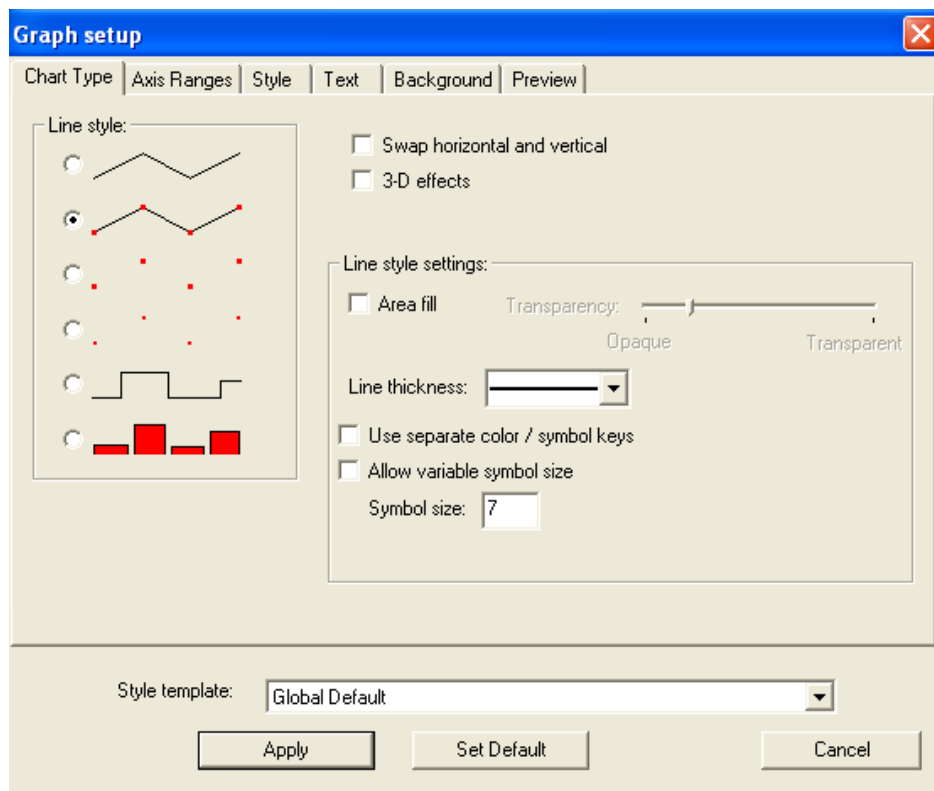 Graph setup
Chart Type Axis Ranges Style Text Background Preview
Line style:
Swap horizontal and vertical
3-D effects
Line style settings:
Area fill Transparency:
Opaque Transparent
Line thickness:
Use separate color / symbol keys
Allow variable symbol size
Symbol size: 7
Style template: Global Default
Apply Set Default Cancel